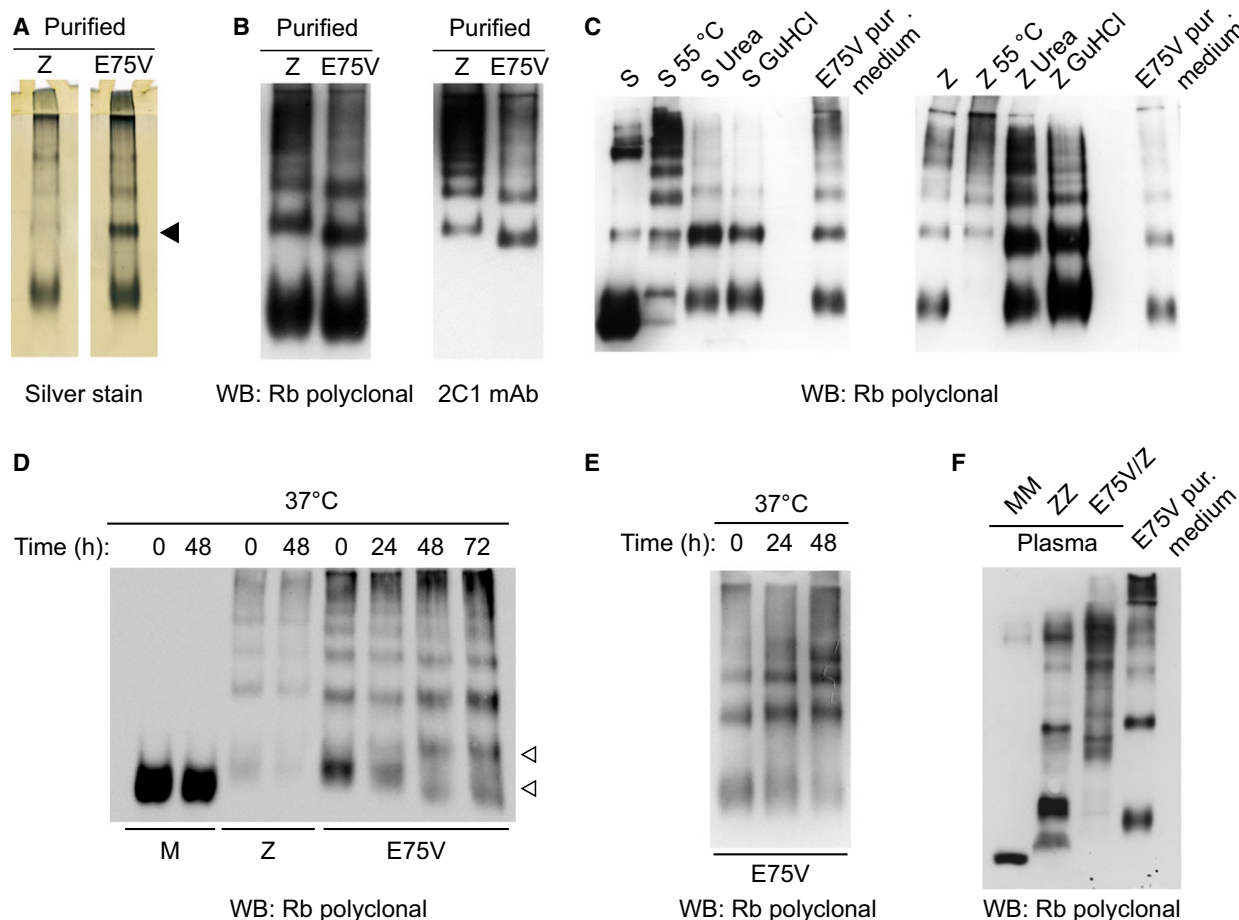 A
Purified
Z E75V
Silver stain
B
Purified Purified
Z E75V Z E75V
WB: Rb polyclonal 2C1 mAb
C
S S 55 °C S Urea S GuHCl E75V pur. medium
Z Z 55 °C Z Urea Z GuHCl E75V pur. medium
WB: Rb polyclonal
D
37°C
Time (h): 0 48 0 48 0 24 48 72
M Z E75V
WB: Rb polyclonal
E
37°C
Time (h): 0 24 48
E75V
WB: Rb polyclonal
F
MM ZZ E75V/Z E75V pur. medium
Plasma
WB: Rb polyclonal